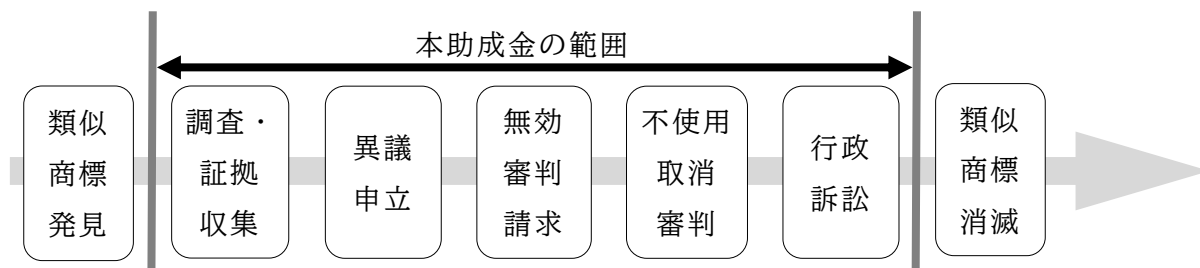 本助成金の範囲
類似
商標
発見
調査・
証拠
収集
異議
申立
無効
審判
請求
不使用
取消
審判
行政
訴訟
類似
商標
消滅